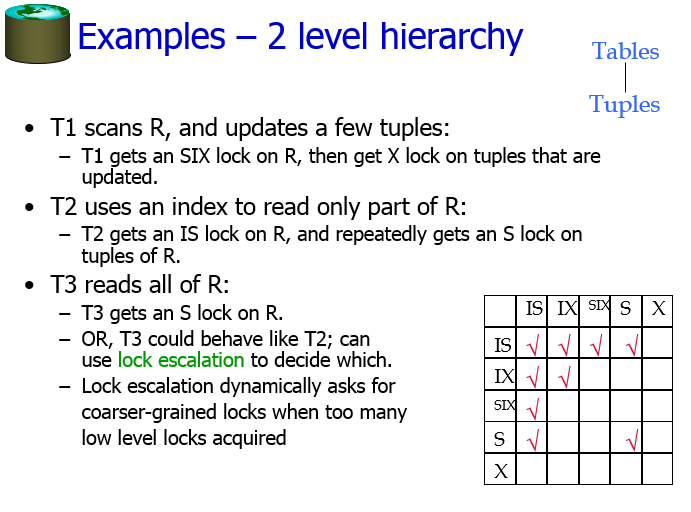 Examples – 2 level hierarchy
Tables
Tuples
• T1 scans R, and updates a few tuples:
– T1 gets an SIX lock on R, then get X lock on tuples that are
updated.
• T2 uses an index to read only part of R:
– T2 gets an IS lock on R, and repeatedly gets an S lock on
tuples of R.
• T3 reads all of R:
– T3 gets an S lock on R.
– OR, T3 could behave like T2; can
use lock escalation to decide which.
– Lock escalation dynamically asks for
coarser-grained locks when too many
low level locks acquired
IS IX SIX S X
IS √ √ √ √
IX √ √
SIX √
S √ √
X